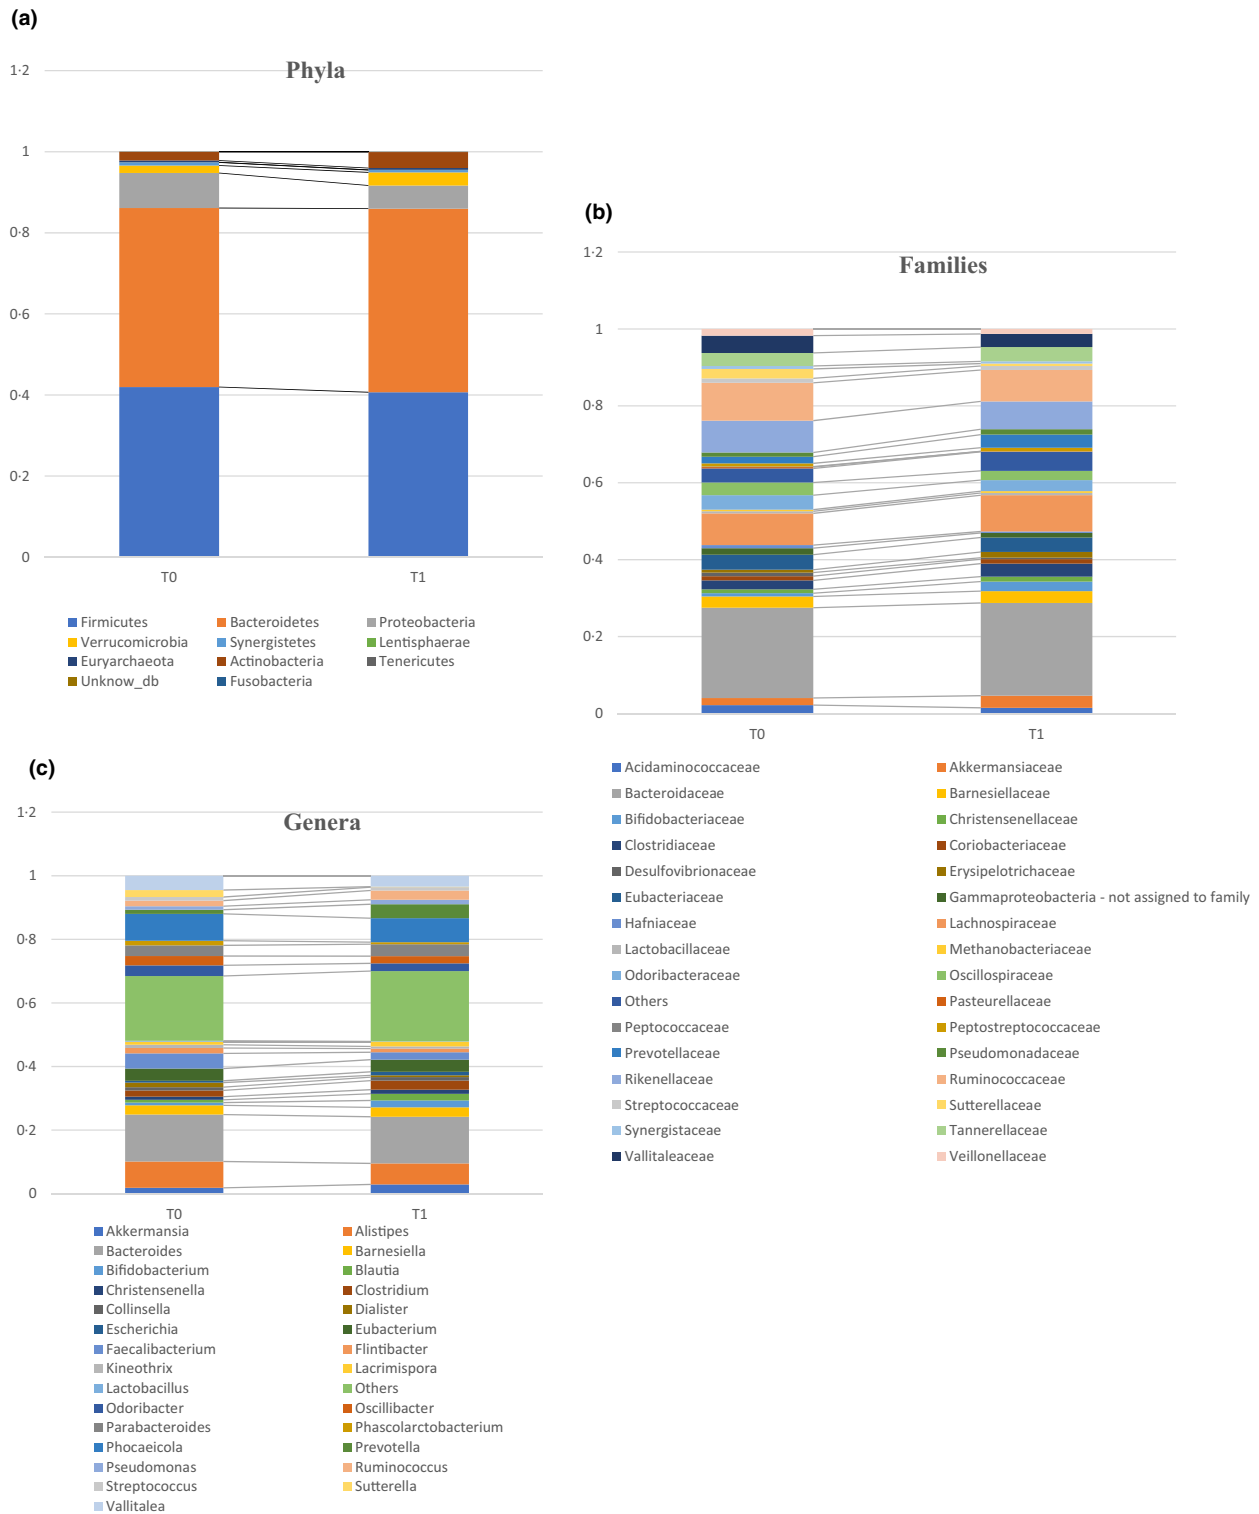 (a)
Phyla
1·2
1
0·8
0·6
0·4
0·2
0
T0 T1
Firmicutes Bacteroidetes Proteobacteria
Verrucomicrobia Synergistetes Lentisphaerae
Euryarchaeota Actinobacteria Tenericutes
Unknow_db Fusobacteria
(b)
Families
1·2
1
0·8
0·6
0·4
0·2
0
T0 T1
Acidaminococcaceae Akkermansiaceae
Bacteroidaceae Barnesiellaceae
Bifidobacteriaceae Christensenellaceae
Clostridiaceae Coriobacteriaceae
Desulfovibrionaceae Erysipelotrichaceae
Eubacteriaceae Gammaproteobacteria - not assigned to family
Hafniaceae Lachnospiraceae
Lactobacillaceae Methanobacteriaceae
Odoribacteraceae Oscillospiraceae
Others Pasteurellaceae
Peptococcaceae Peptostreptococcaceae
Prevotellaceae Pseudomonadaceae
Rikenellaceae Ruminococcaceae
Streptococcaceae Sutterellaceae
Synergistaceae Tannerellaceae
Vallitaleaceae Veillonellaceae
(c)
Genera
1·2
1
0·8
0·6
0·4
0·2
0
T0 T1
Akkermansia Alistipes
Bacteroides Barnesiella
Bifidobacterium Blautia
Christensenella Clostridium
Collinsella Dialister
Escherichia Eubacterium
Faecalibacterium Flintibacter
Kineothrix Lacrimispora
Lactobacillus Others
Odoribacter Oscillibacter
Parabacteroides Phascolarctobacterium
Phocaeicola Prevotella
Pseudomonas Ruminococcus
Streptococcus Sutterella
Vallitalea